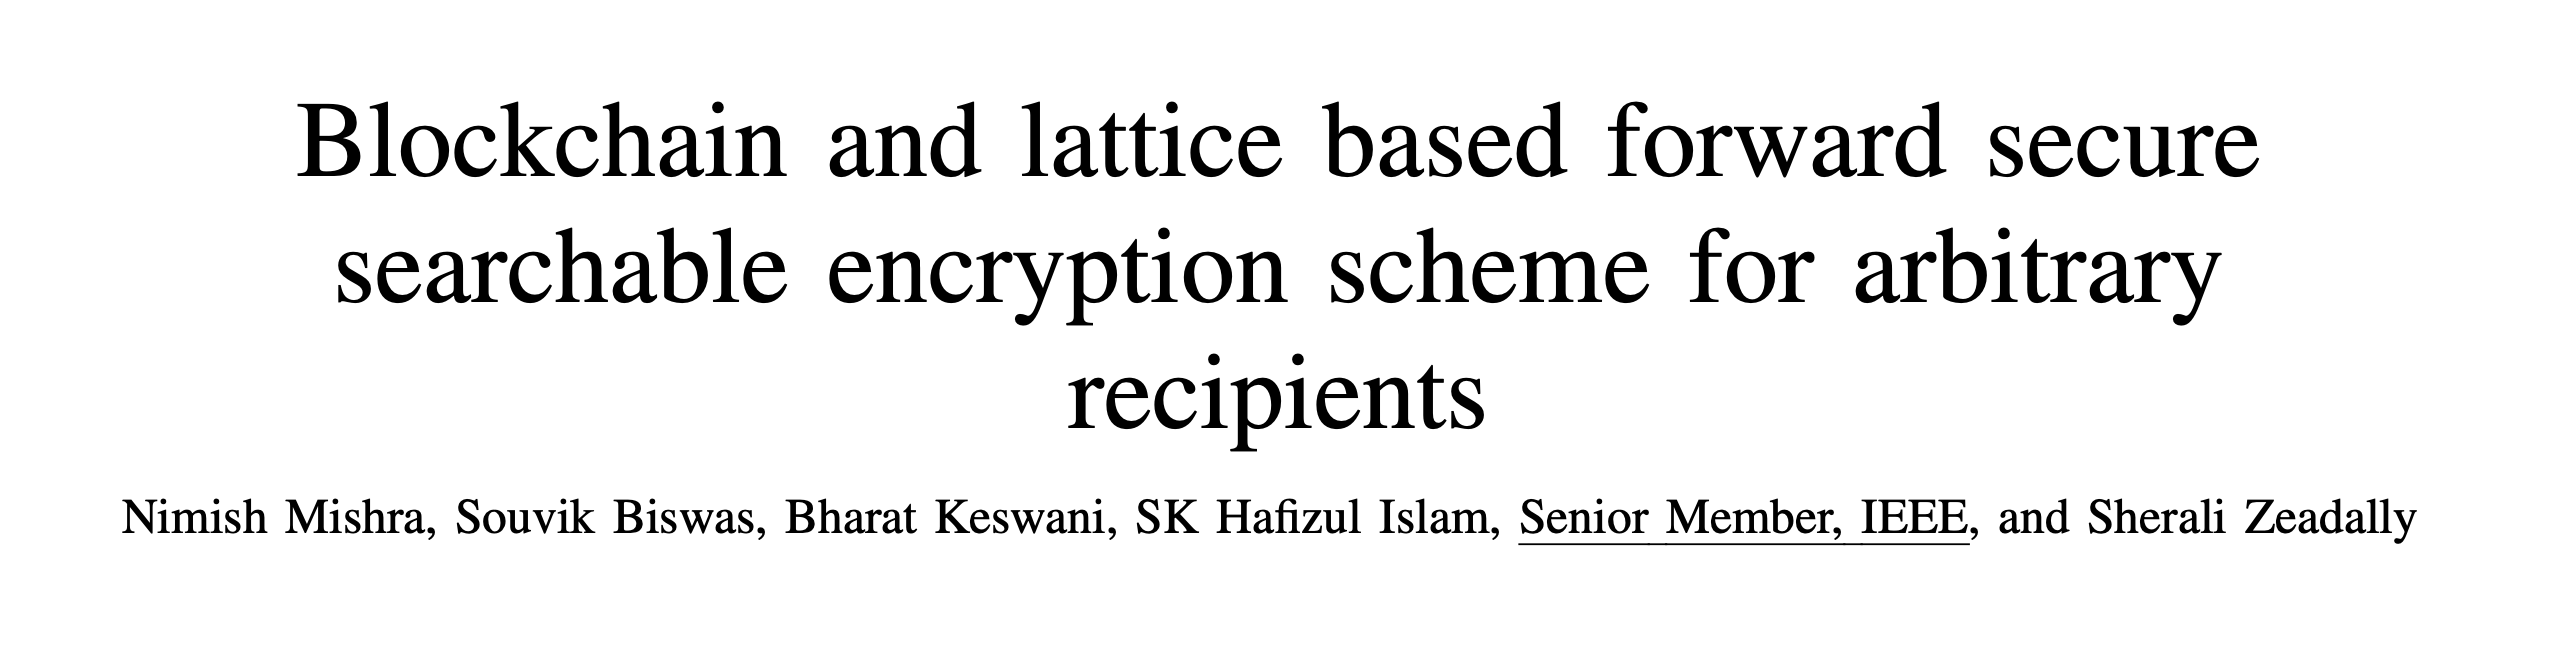 Blockchain and lattice based forward secure
searchable encryption scheme for arbitrary
recipients
Nimish Mishra, Souvik Biswas, Bharat Keswani, SK Hafizul Islam, Senior Member, IEEE, and Sherali Zeadally